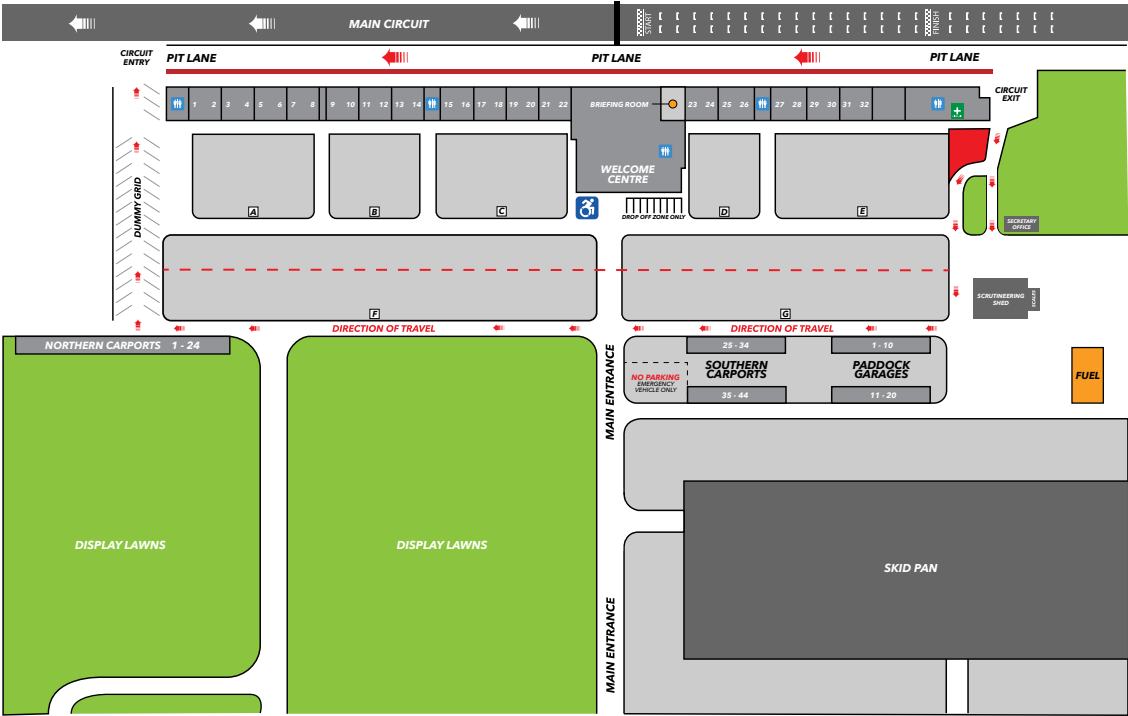 MAIN CIRCUIT
START
FINISH
CIRCUIT
ENTRY
PIT LANE
PIT LANE
PIT LANE
CIRCUIT
EXIT
1 2 3 4 5 6 7 8 9 10 11 12 13 14 15 16 17 18 19 20 21 22
BRIEFING ROOM
23 24 25 26 27 28 29 30 31 32
WELCOME
CENTRE
DUMMY GRID
A
B
C
DROP OFF ZONE ONLY
D
E
SECRETARY
OFFICE
SCRUTINEERING
SHED
SCALES
F
G
DIRECTION OF TRAVEL
DIRECTION OF TRAVEL
NORTHERN CARPORTS 1 - 24
MAIN ENTRANCE
25 - 34
1 - 10
SOUTHERN
CARPORTS
PADDOCK
GARAGES
NO PARKING
EMERGENCY
VEHICLE ONLY
35 - 44
11 - 20
FUEL
DISPLAY LAWNS
DISPLAY LAWNS
SKID PAN
MAIN ENTRANCE